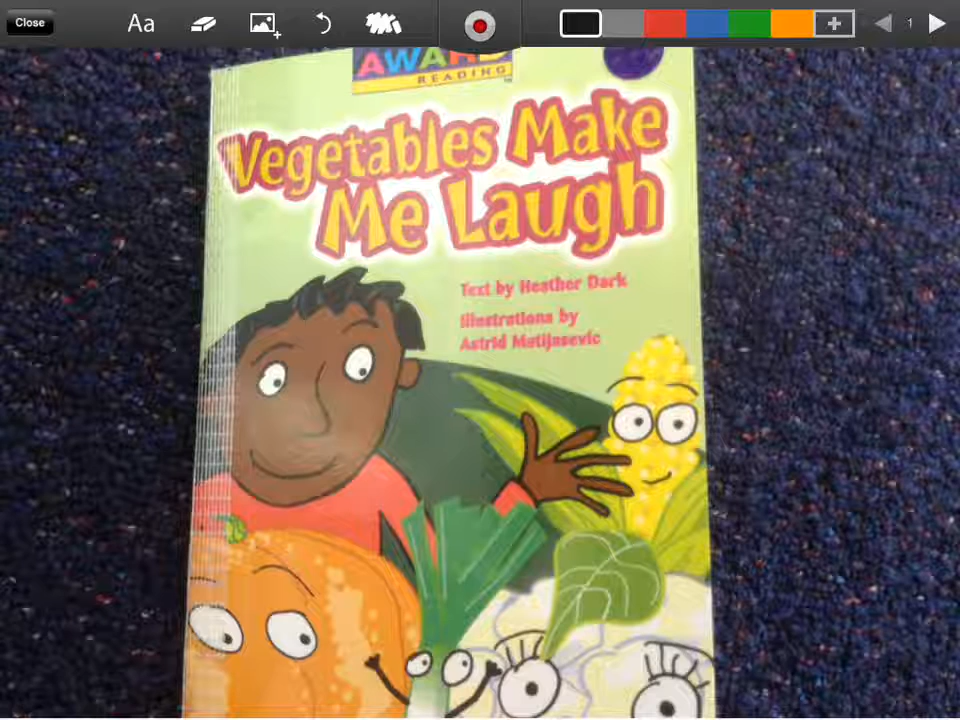 Close
Aa
1
AWARD
READING
Vegetables Make
Me Laugh
Text by Heather Dark
Illustrations by
Astrid Matijasevic